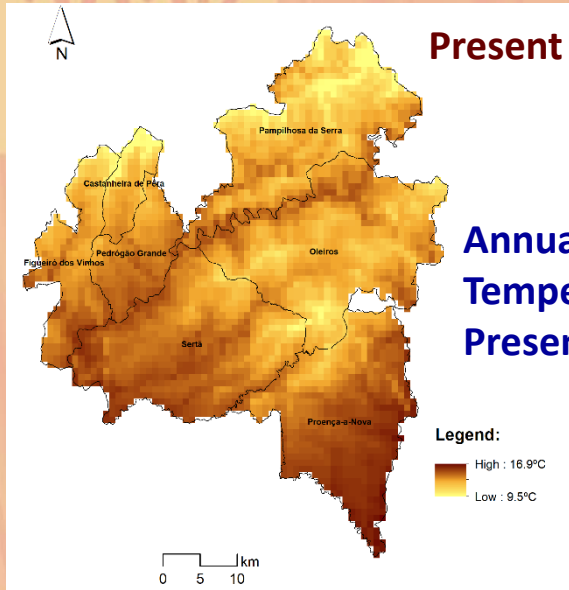 N
Present
Pampilhosa da Serra
Castanheira de Pêra
Pedrógão Grande
Oleiros
Figueiró dos Vinhos
Annua
Tempe
Presen
Sertã
Proença-a-Nova
Legend:
High : 16.9ºC
Low : 9.5ºC
km
0 5 10